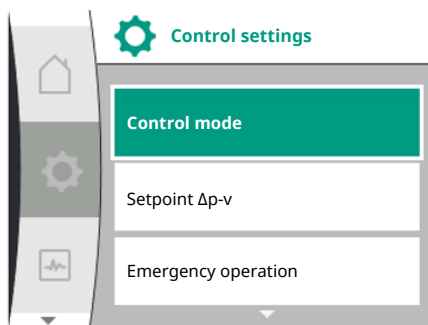 Control settings
Control mode
Setpoint Δp-v
Emergency operation